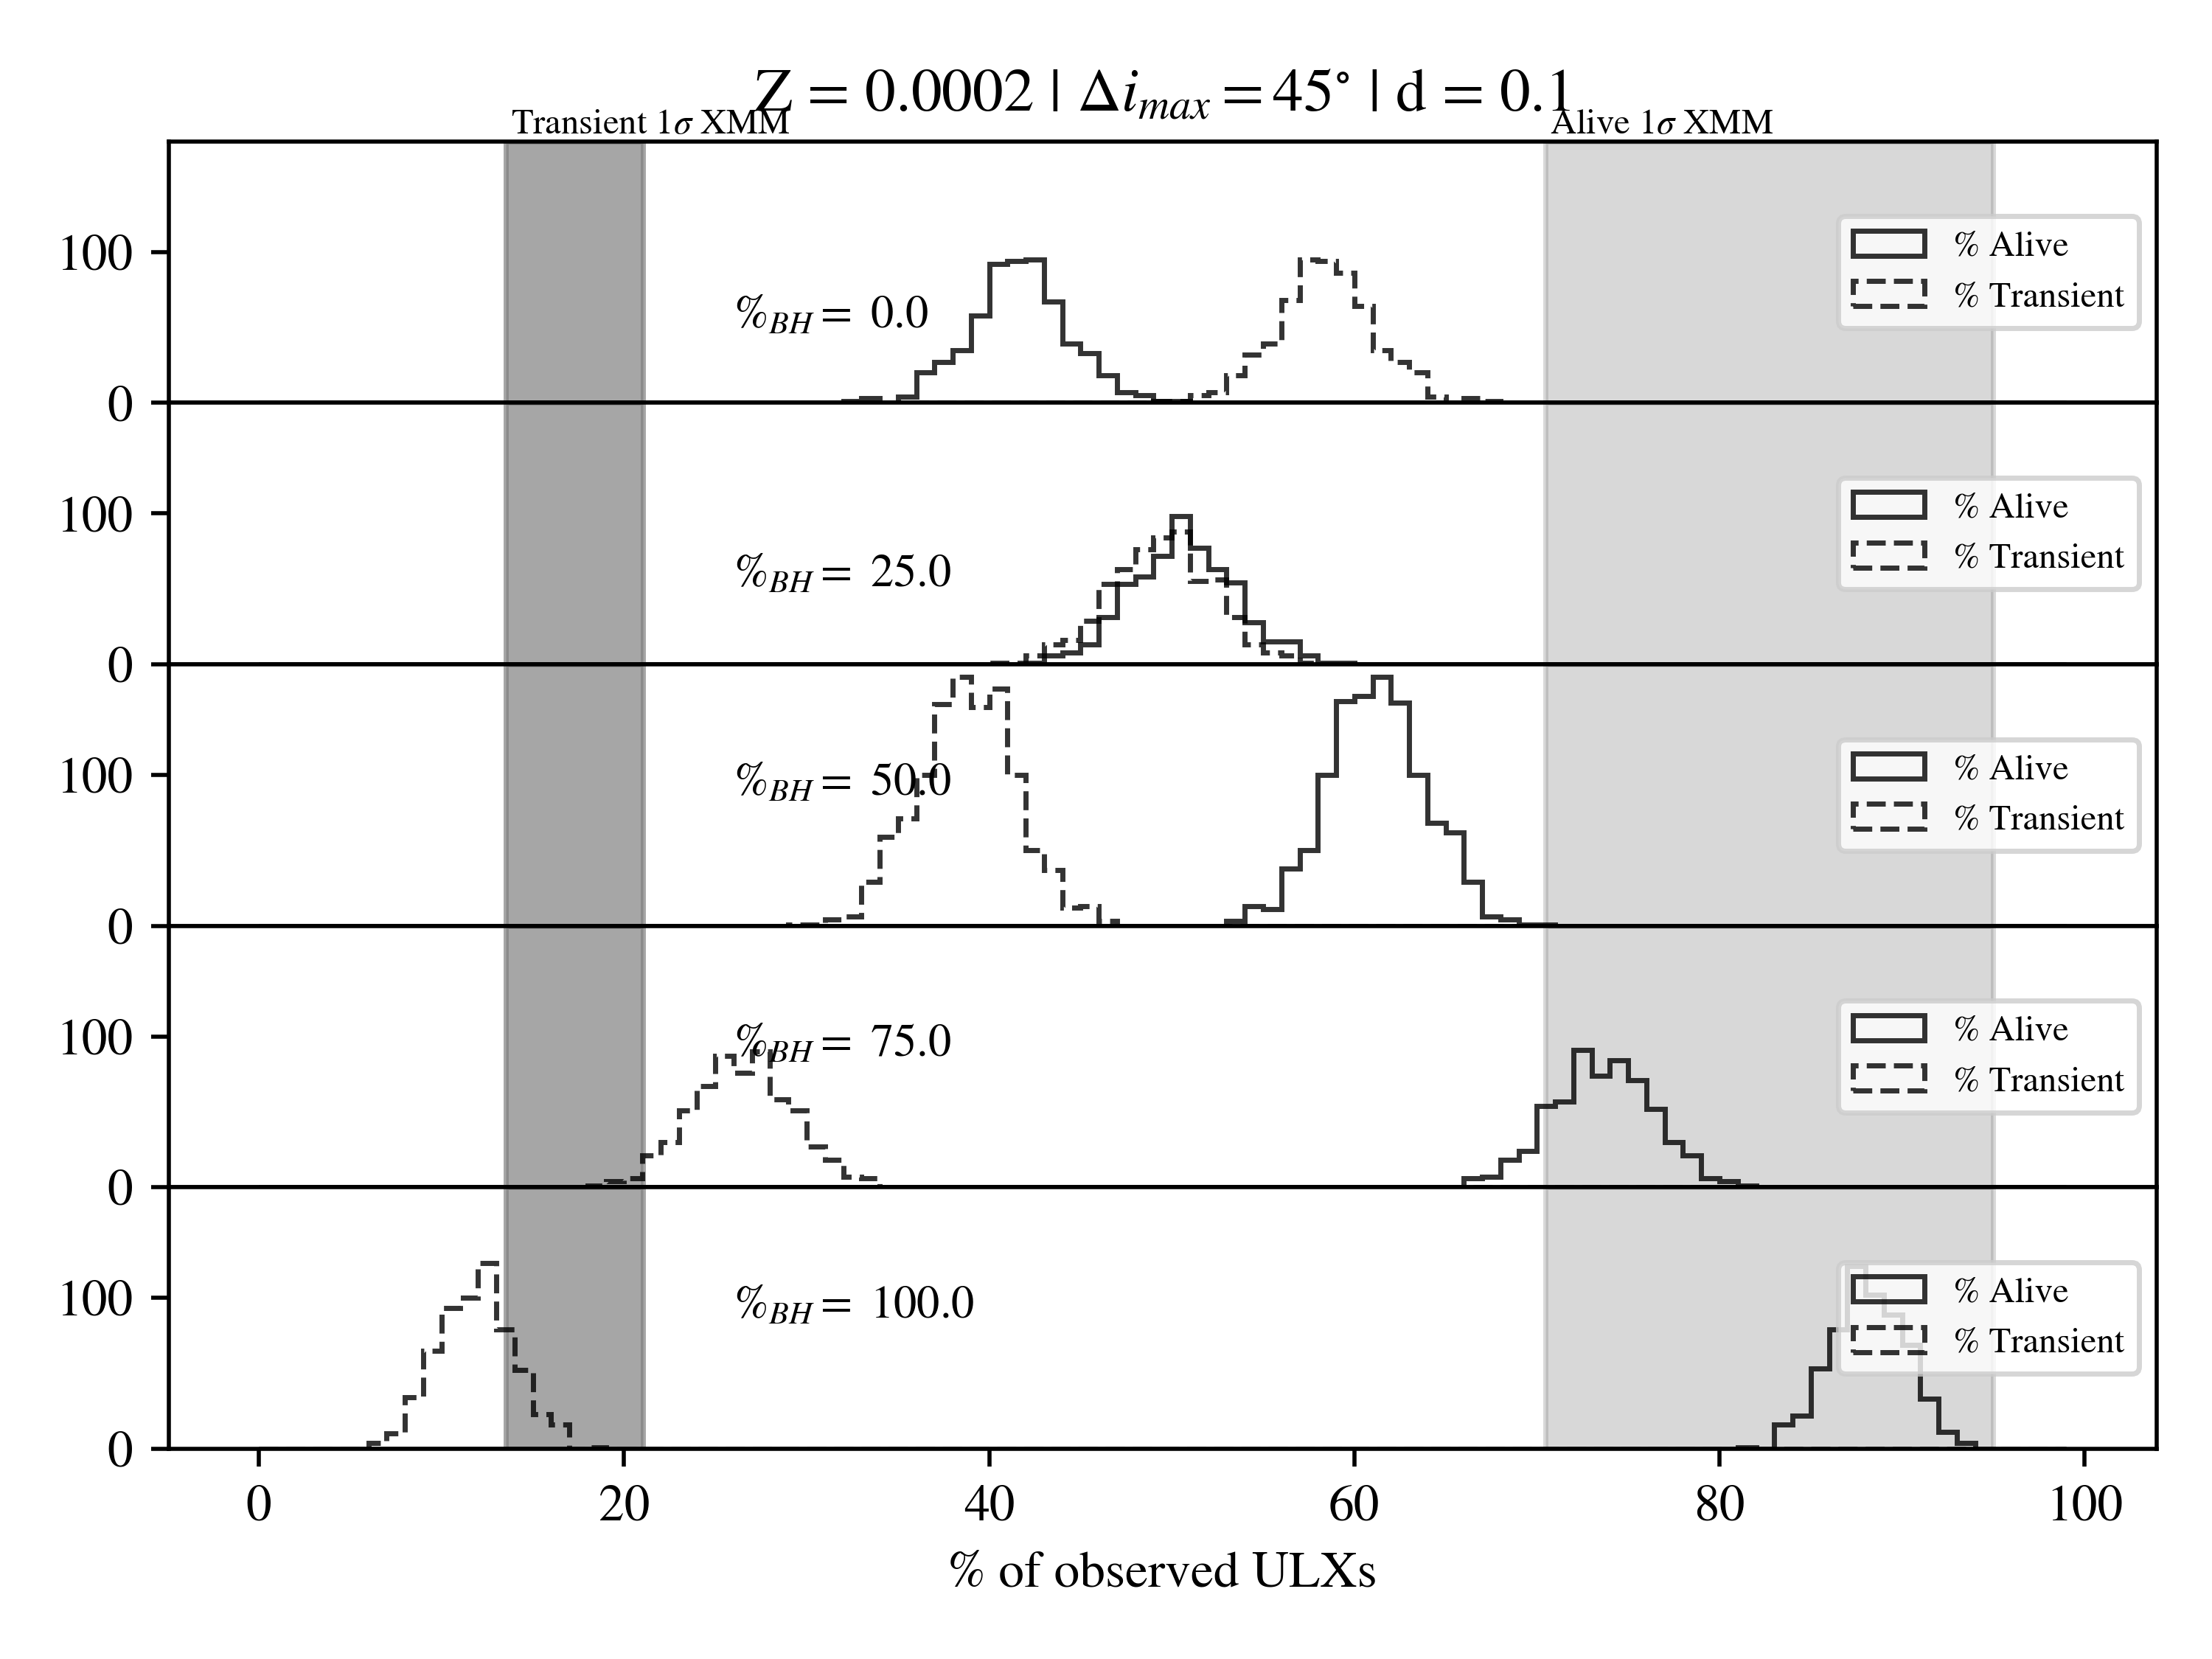 Z = 0.0002 | Δi_max = 45° | d = 0.1
Transient 1σ XMM
Alive 1σ XMM
100
0
%_BH = 0.0
% Alive
% Transient
100
0
%_BH = 25.0
% Alive
% Transient
100
0
%_BH = 50.0
% Alive
% Transient
100
0
%_BH = 75.0
% Alive
% Transient
100
0
%_BH = 100.0
% Alive
% Transient
0 20 40 60 80 100
% of observed ULXs